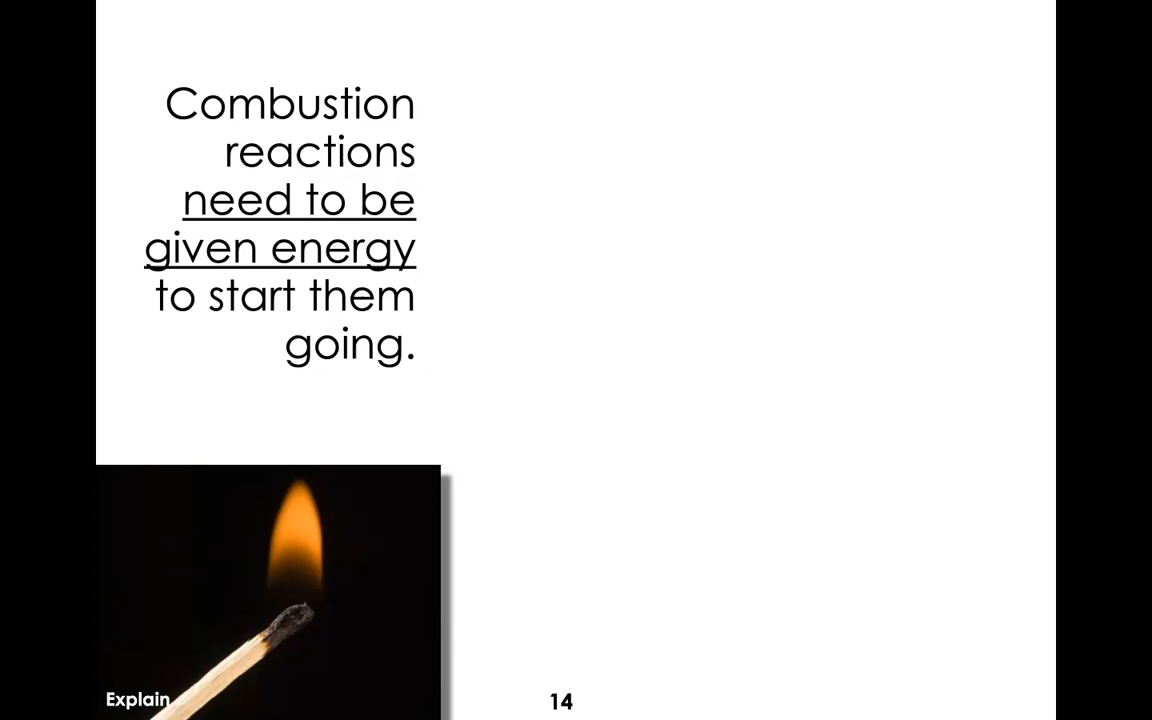 Combustion
reactions
need to be
given energy
to start them
going.
Explain
14